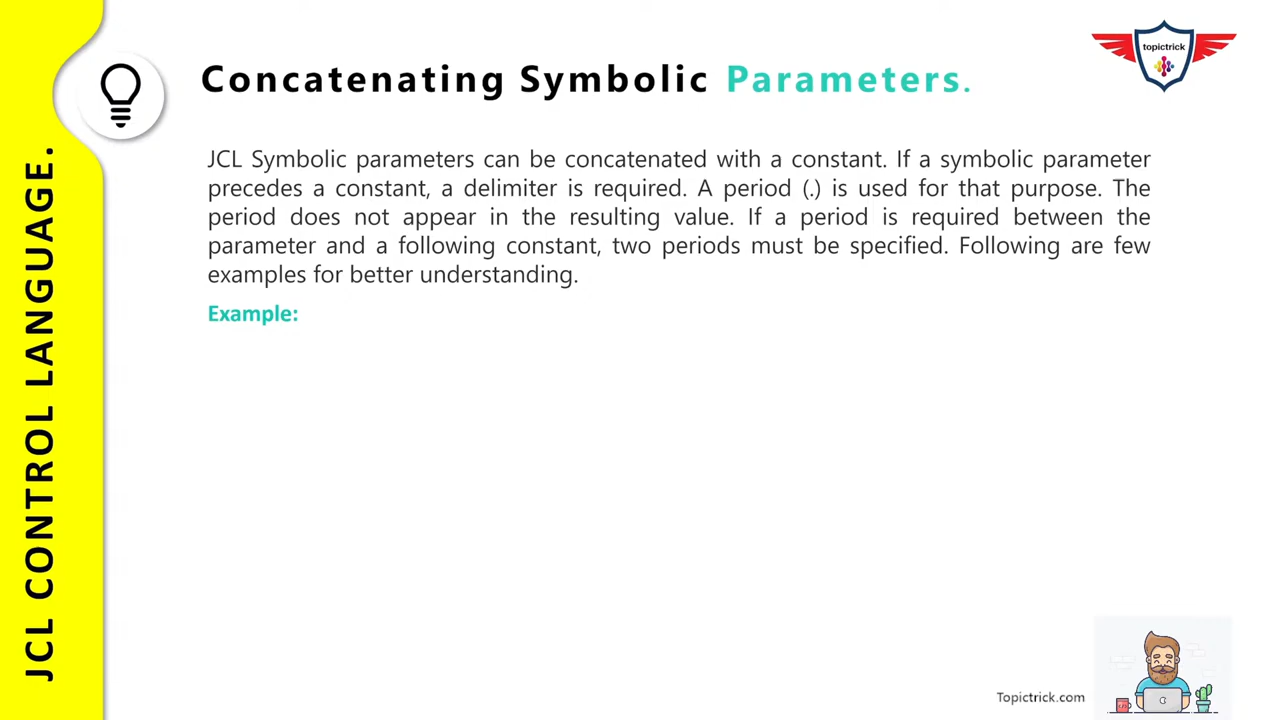 topictrick
Concatenating Symbolic Parameters.
JCL Symbolic parameters can be concatenated with a constant. If a symbolic parameter
precedes a constant, a delimiter is required. A period (.) is used for that purpose. The
period does not appear in the resulting value. If a period is required between the
parameter and a following constant, two periods must be specified. Following are few
examples for better understanding.
Example:
JCL CONTROL LANGUAGE.
Topictrick.com